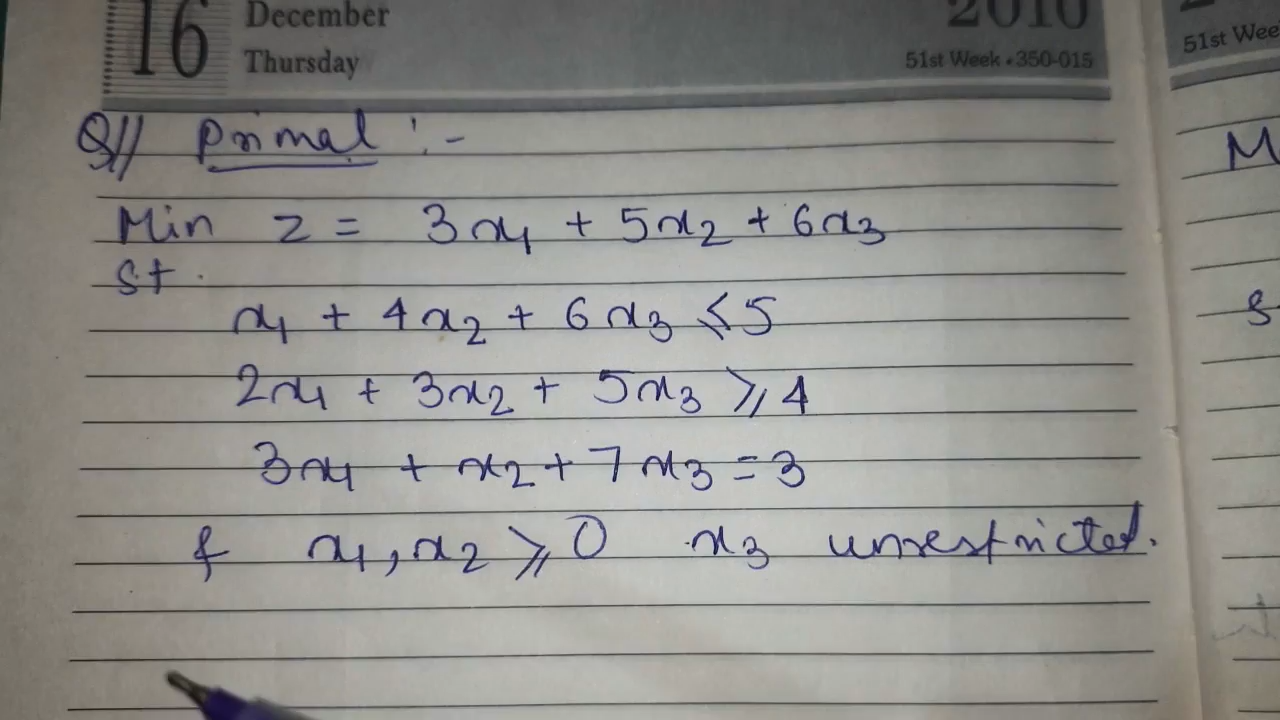 16 December 2010
Thursday 51st Week • 350-015
51st Wee
Q// Primal :-
M
Min z = 3x1 + 5x2 + 6x3
St.
x1 + 4x2 + 6x3 ⩽ 5
S
2x1 + 3x2 + 5x3 ⩾ 4
3x1 + x2 + 7x3 = 3
& x1, x2 ⩾ 0 x3 unrestricted.